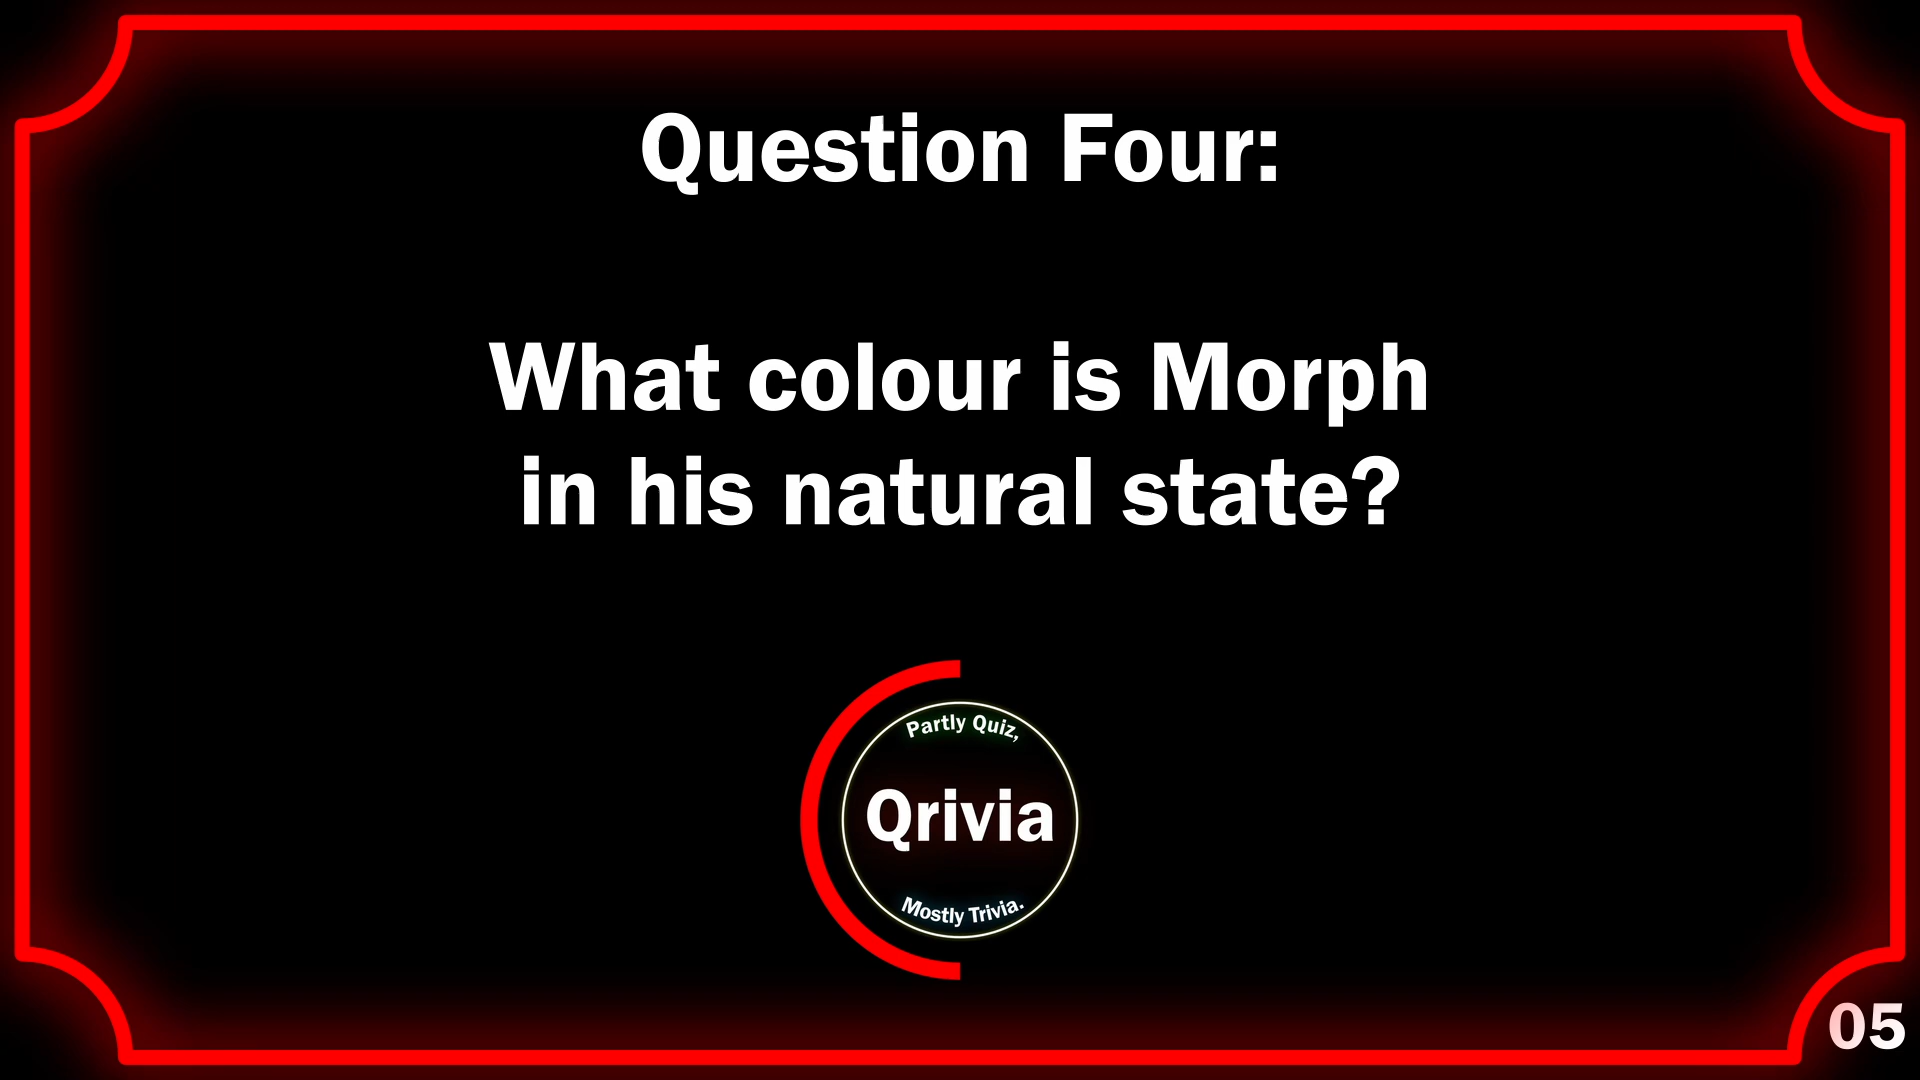 Question Four:
What colour is Morph
in his natural state?
Partly Quiz,
Qrivia
Mostly Trivia.
05